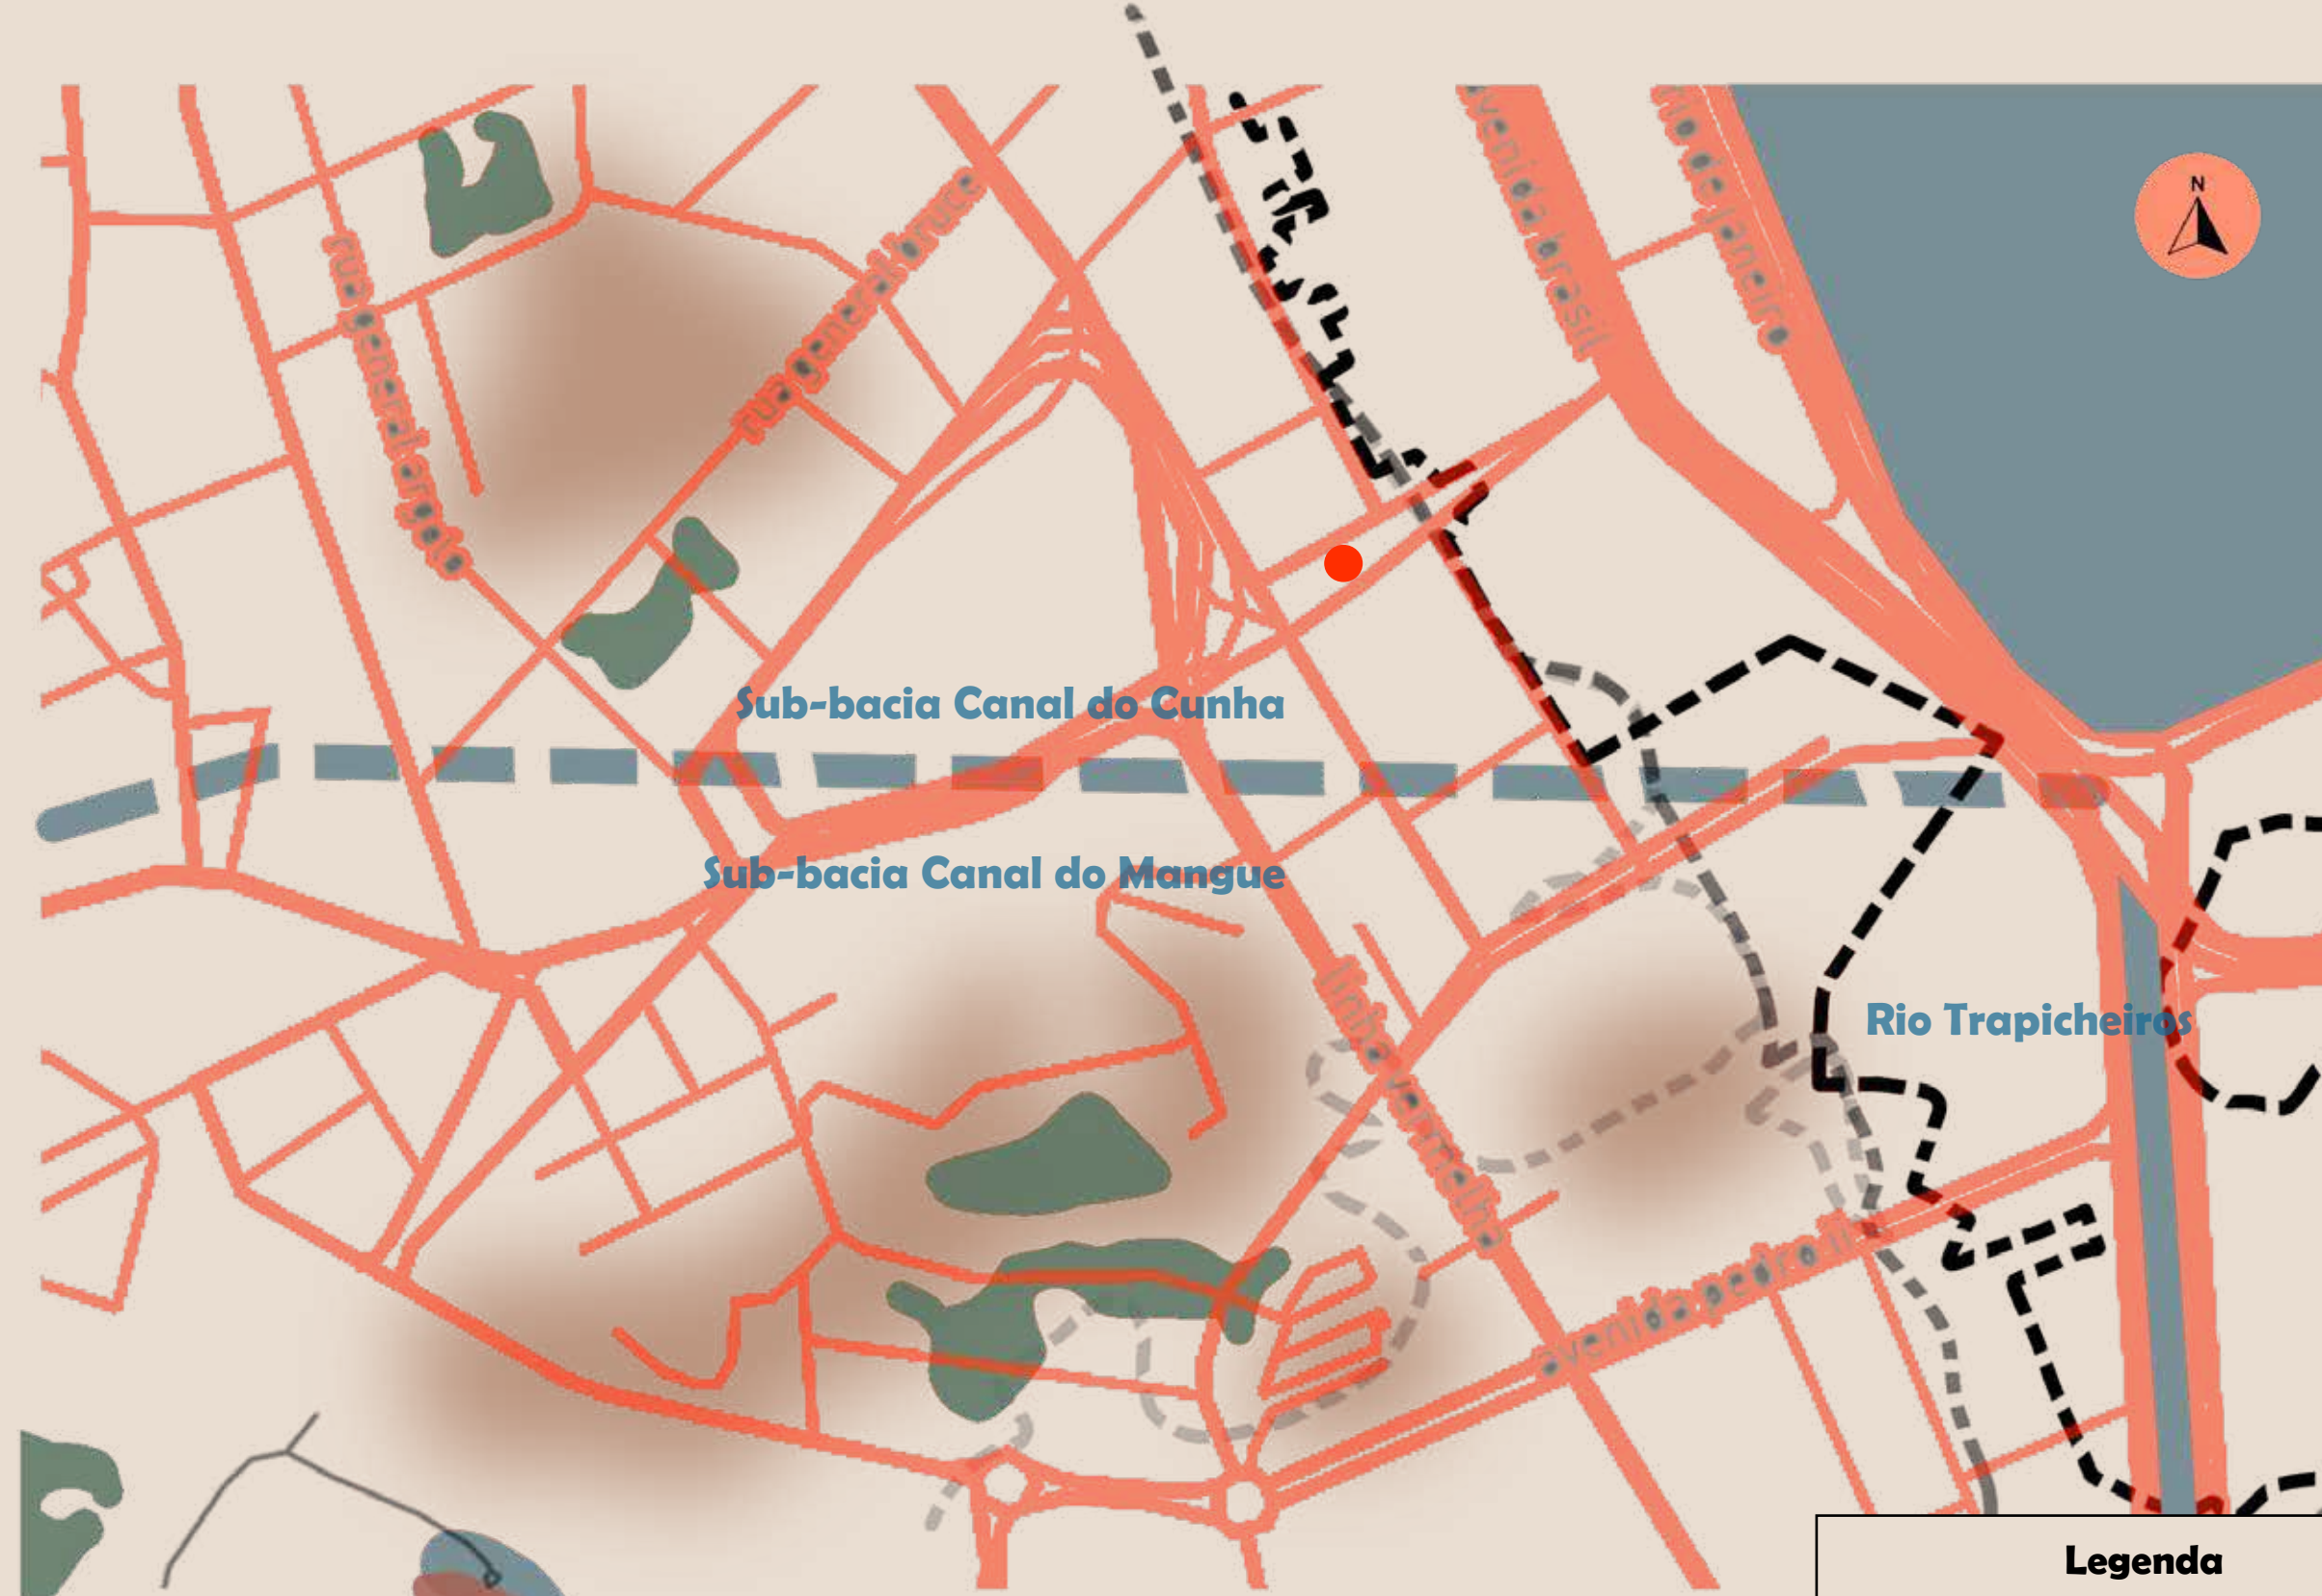 N
avenida brasil
rio de janeiro
rua general bruce
rua general argolo
Sub-bacia Canal do Cunha
Sub-bacia Canal do Mangue
Rio Trapicheiros
linha vermelha
avenida pedro II
Legenda